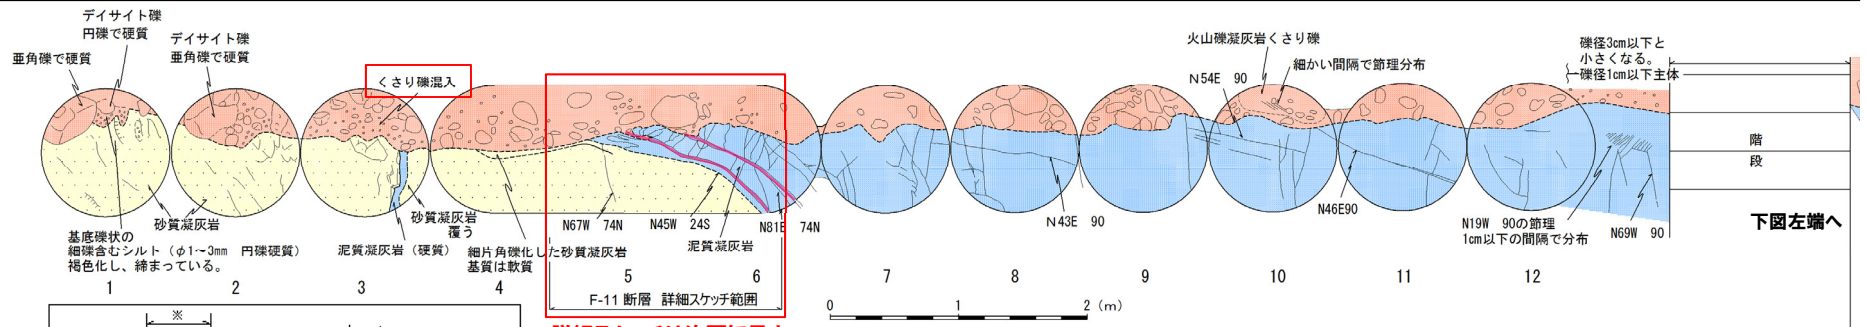 デイサイト礫
円礫で硬質
亜角礫で硬質
デイサイト礫
亜角礫で硬質
くさり礫混入
火山礫凝灰岩くさり礫
細かい間隔で節理分布
N54E 90
礫径3cm以下と
小さくなる。
礫径1cm以下主体
階
段
砂質凝灰岩
基底礫状の
細礫含むシルト（φ1～3mm 円礫硬質）
褐色化し、締まっている。
砂質凝灰岩
覆う
泥質凝灰岩（硬質）
細片角礫化した砂質凝灰岩
基質は軟質
N67W 74N
N45W 24S
N81E 74N
泥質凝灰岩
N43E 90
N46E90
N19W 90の節理
1cm以下の間隔で分布
N69W 90
下図左端へ
1 2 3 4 5 6 7 8 9 10 11 12
F-11 断層 詳細スケッチ範囲
0 1 2 (m)
※